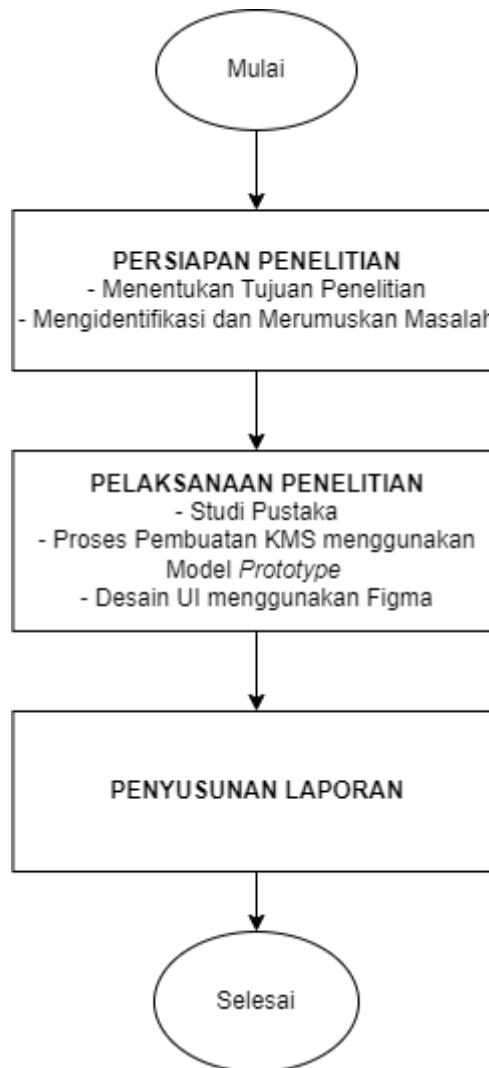 Mulai
PERSIAPAN PENELITIAN
- Menentukan Tujuan Penelitian
- Mengidentifikasi dan Merumuskan Masalah
PELAKSANAAN PENELITIAN
- Studi Pustaka
- Proses Pembuatan KMS menggunakan
Model Prototype
- Desain UI menggunakan Figma
PENYUSUNAN LAPORAN
Selesai